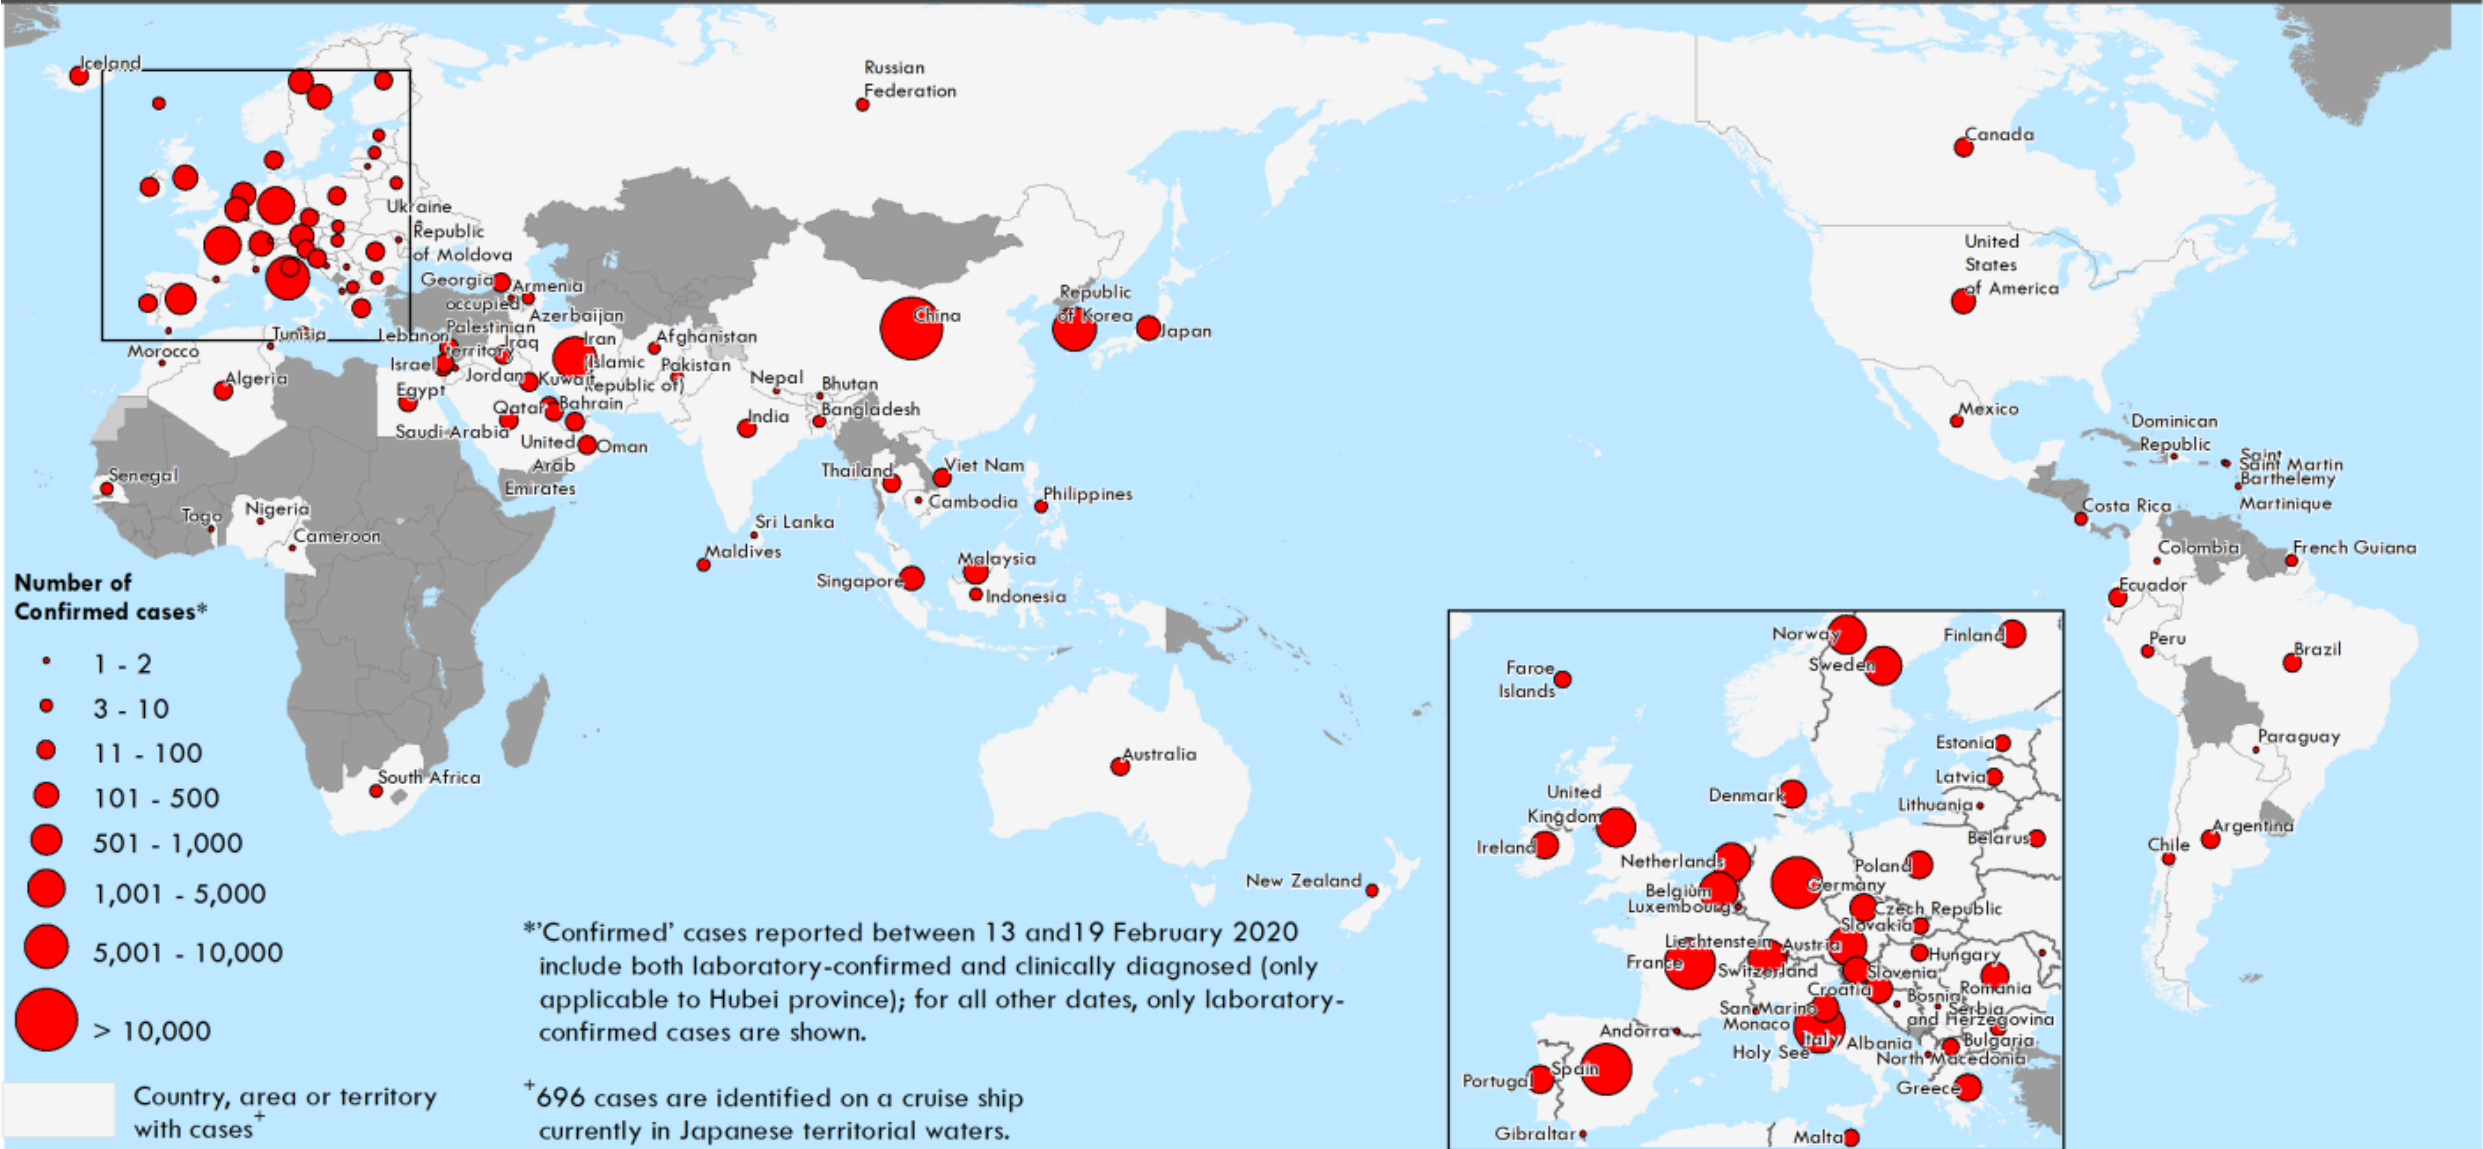 Iceland
Russian
Federation
Canada
Ukraine
Republic
of Moldova
United
States
of America
Georgia
Armenia
occupied
Palestinian
territory
Azerbaijan
Republic
of Korea
China
Japan
Tunisia
Lebanon
Iraq
Iran
(Islamic
Republic of)
Afghanistan
Morocco
Israel
Jordan
Kuwait
Pakistan
Algeria
Egypt
Nepal
Bhutan
Qatar
Bahrain
India
Bangladesh
Mexico
Saudi Arabia
United
Arab
Emirates
Oman
Dominican
Republic
Saint
Saint Martin
Barthelemy
Martinique
Senegal
Thailand
Viet Nam
Cambodia
Philippines
Costa Rica
Togo
Nigeria
Cameroon
Sri Lanka
Maldives
Colombia
French Guiana
Malaysia
Singapore
Indonesia
Ecuador
Peru
Brazil
Paraguay
Australia
South Africa
Argentina
Chile
New Zealand
Number of
Confirmed cases*
1 - 2
3 - 10
11 - 100
101 - 500
501 - 1,000
1,001 - 5,000
5,001 - 10,000
> 10,000
Country, area or territory
with cases+
*'Confirmed' cases reported between 13 and19 February 2020
include both laboratory-confirmed and clinically diagnosed (only
applicable to Hubei province); for all other dates, only laboratory-
confirmed cases are shown.
+696 cases are identified on a cruise ship
currently in Japanese territorial waters.
Norway
Finland
Sweden
Faroe
Islands
Estonia
Latvia
United
Kingdom
Denmark
Lithuania
Belarus
Ireland
Netherlands
Poland
Belgium
Germany
Luxembourg
Czech Republic
Slovakia
Liechtenstein
Austria
Hungary
France
Switzerland
Slovenia
Croatia
Romania
Bosnia
and Herzegovina
Serbia
San Marino
Monaco
Andorra
Italy
Holy See
Albania
Bulgaria
North Macedonia
Spain
Portugal
Greece
Gibraltar
Malta